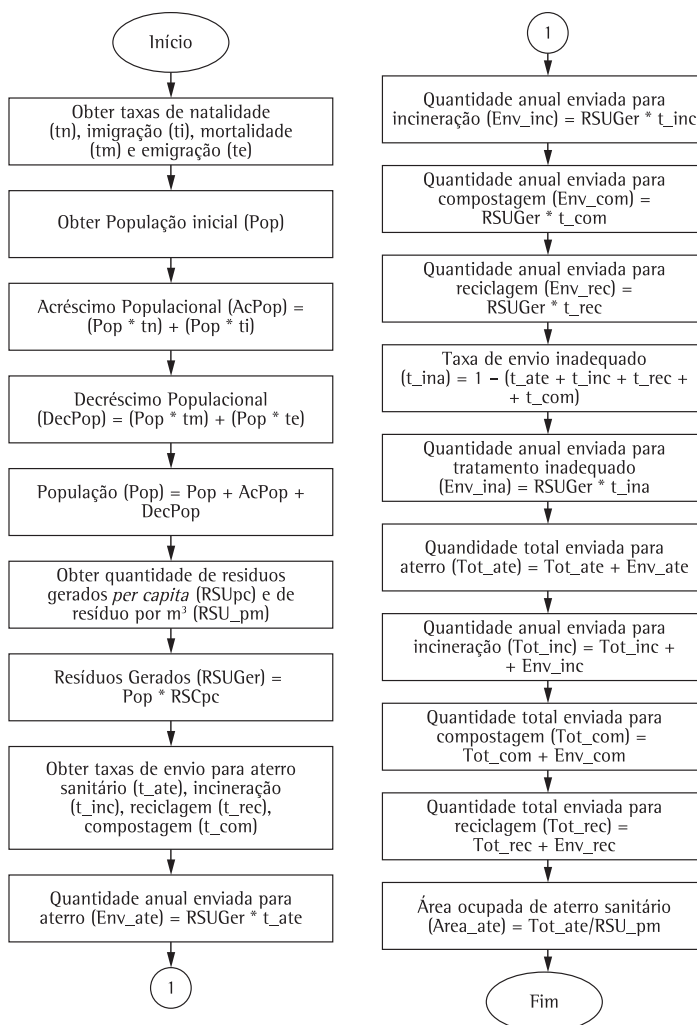 Início
Obter taxas de natalidade
(tn), imigração (ti), mortalidade
(tm) e emigração (te)
Obter População inicial (Pop)
Acréscimo Populacional (AcPop) =
(Pop * tn) + (Pop * ti)
Decréscimo Populacional
(DecPop) = (Pop * tm) + (Pop * te)
População (Pop) = Pop + AcPop +
DecPop
Obter quantidade de residuos
gerados per capita (RSUpc) e de
resíduo por m³ (RSU_pm)
Resíduos Gerados (RSUGer) =
Pop * RSCpc
Obter taxas de envio para aterro
sanitário (t_ate), incineração
(t_inc), reciclagem (t_rec),
compostagem (t_com)
Quantidade anual enviada para
aterro (Env_ate) = RSUGer * t_ate
1
1
Quantidade anual enviada para
incineração (Env_inc) = RSUGer * t_inc
Quantidade anual enviada para
compostagem (Env_com) =
RSUGer * t_com
Quantidade anual enviada para
reciclagem (Env_rec) =
RSUGer * t_rec
Taxa de envio inadequado
(t_ina) = 1 – (t_ate + t_inc + t_rec +
+ t_com)
Quantidade anual enviada para
tratamento inadequado
(Env_ina) = RSUGer * t_ina
Quandidade total enviada para
aterro (Tot_ate) = Tot_ate + Env_ate
Quantidade anual enviada para
incineração (Tot_inc) = Tot_inc +
+ Env_inc
Quantidade total enviada para
compostagem (Tot_com) =
Tot_com + Env_com
Quantidade total enviada para
reciclagem (Tot_rec) =
Tot_rec + Env_rec
Área ocupada de aterro sanitário
(Area_ate) = Tot_ate/RSU_pm
Fim